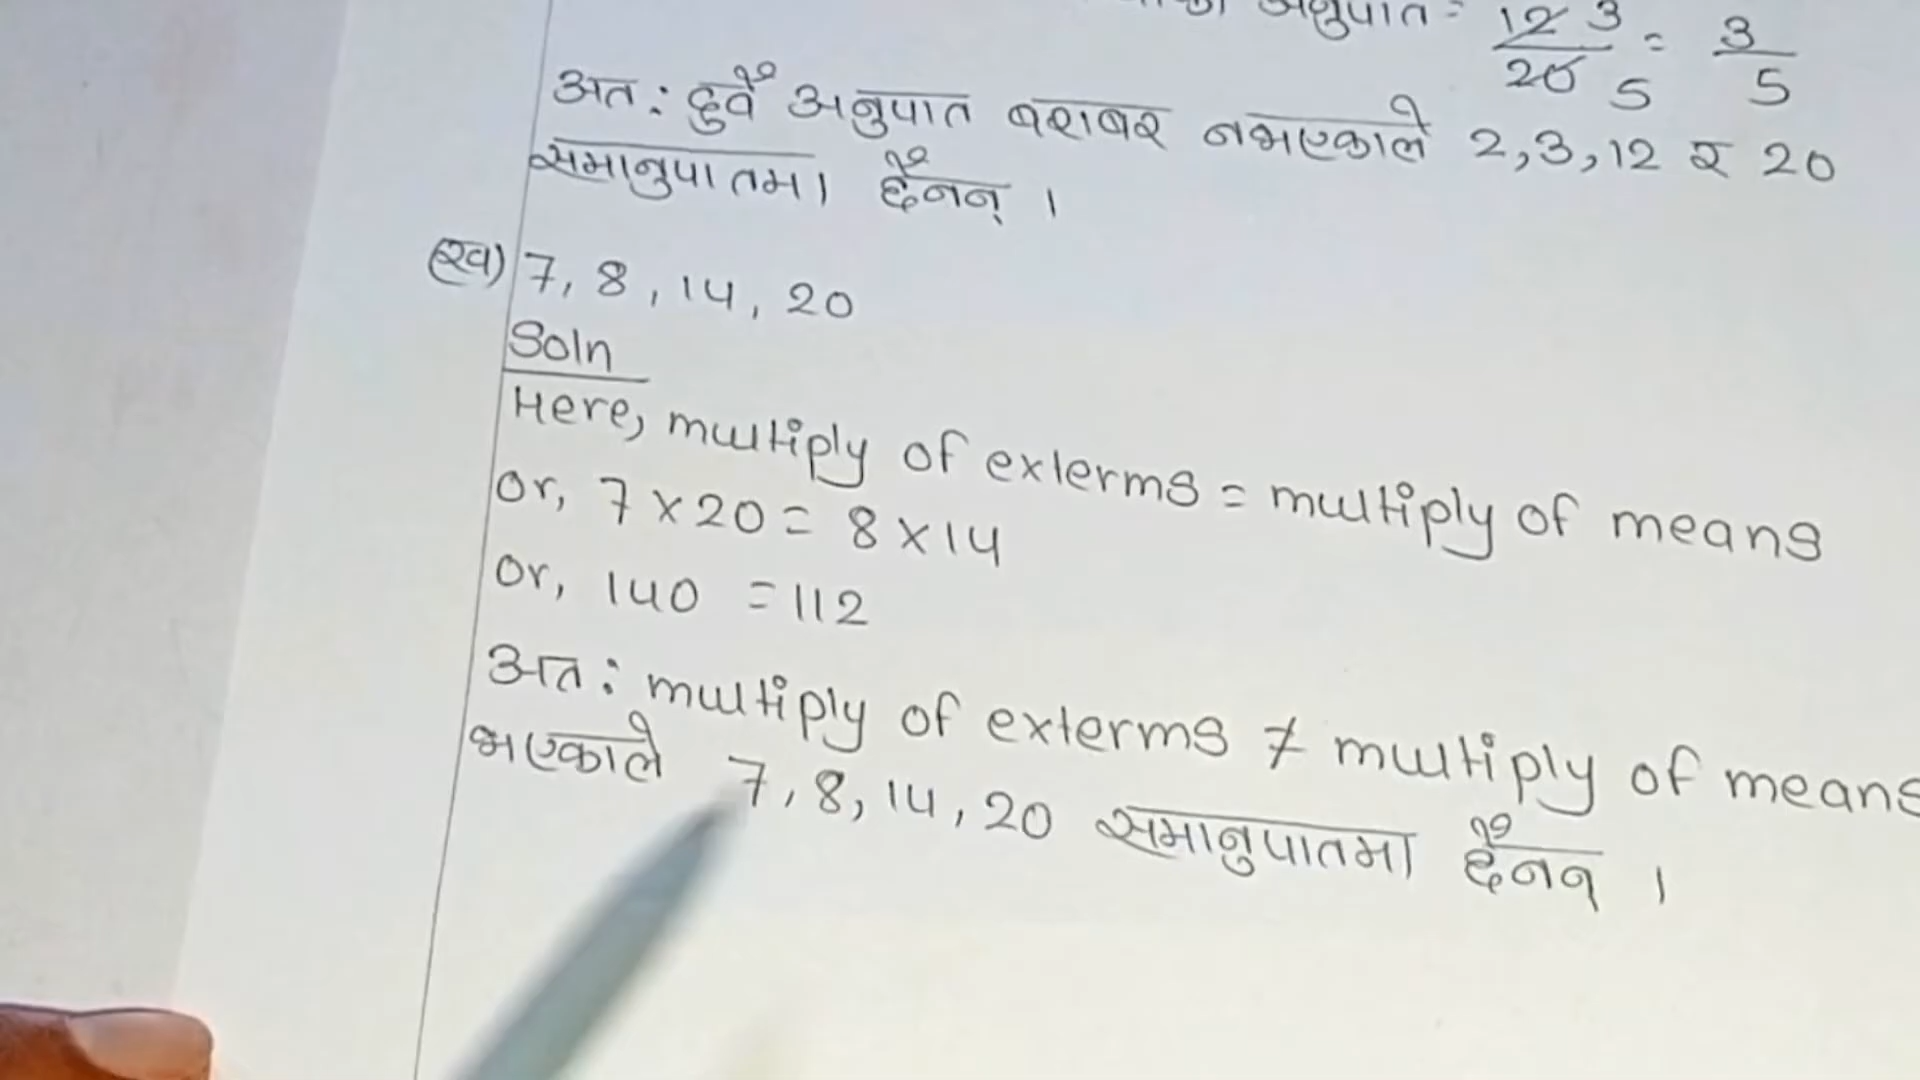 अनुपात = 12 3 / 20 5 = 3 / 5
अत: दुवै अनुपात बराबर नभएकाले 2,3,12 र 20
समानुपातमा छैनन् ।
(ख) 7, 8, 14, 20
Soln
Here, multiply of exlerms = multiply of means
or, 7 × 20 = 8 × 14
or, 140 = 112
अत: multiply of exterms ≠ multiply of means
भएकाले 7, 8, 14, 20 समानुपातमा छैनन् ।